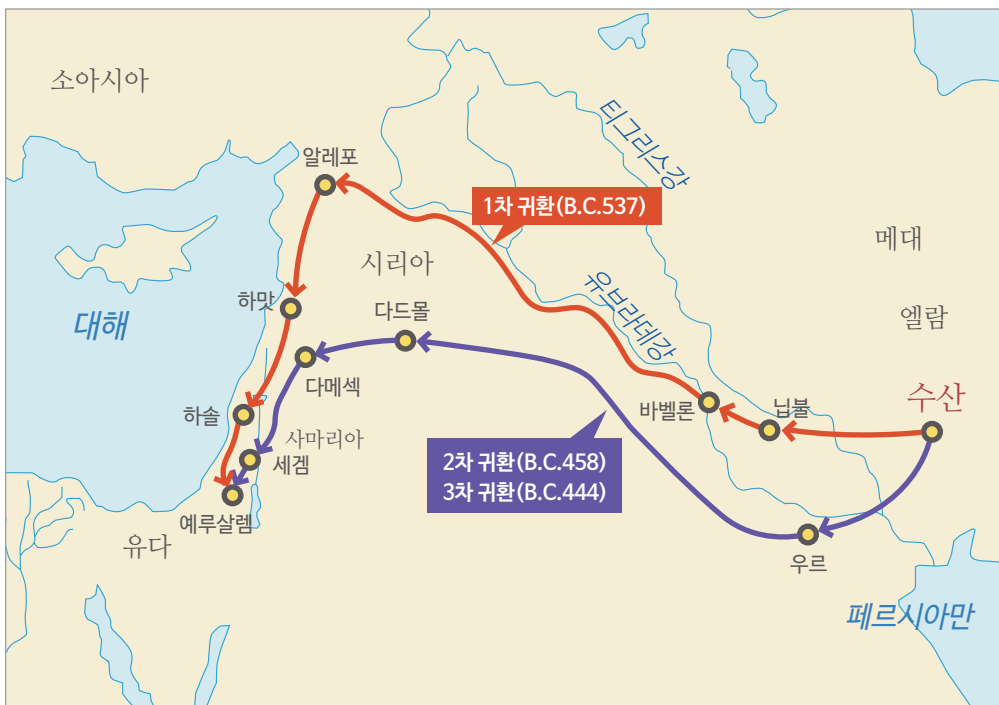 소아시아
티그리스강
알레포
1차 귀환(B.C.537)
메대
시리아
하맛
유브라데강
다드몰
엘람
대해
다메섹
수산
바벨론
닙불
하솔
사마리아
세겜
2차 귀환(B.C.458)
3차 귀환(B.C.444)
예루살렘
유다
우르
페르시아만